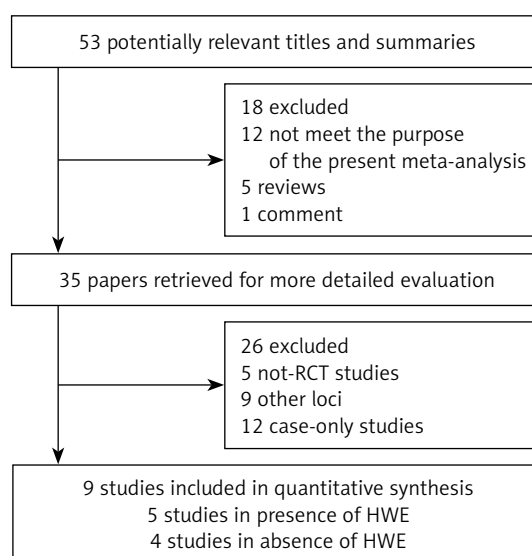 53 potentially relevant titles and summaries
18 excluded
12 not meet the purpose
of the present meta-analysis
5 reviews
1 comment
35 papers retrieved for more detailed evaluation
26 excluded
5 not-RCT studies
9 other loci
12 case-only studies
9 studies included in quantitative synthesis
5 studies in presence of HWE
4 studies in absence of HWE